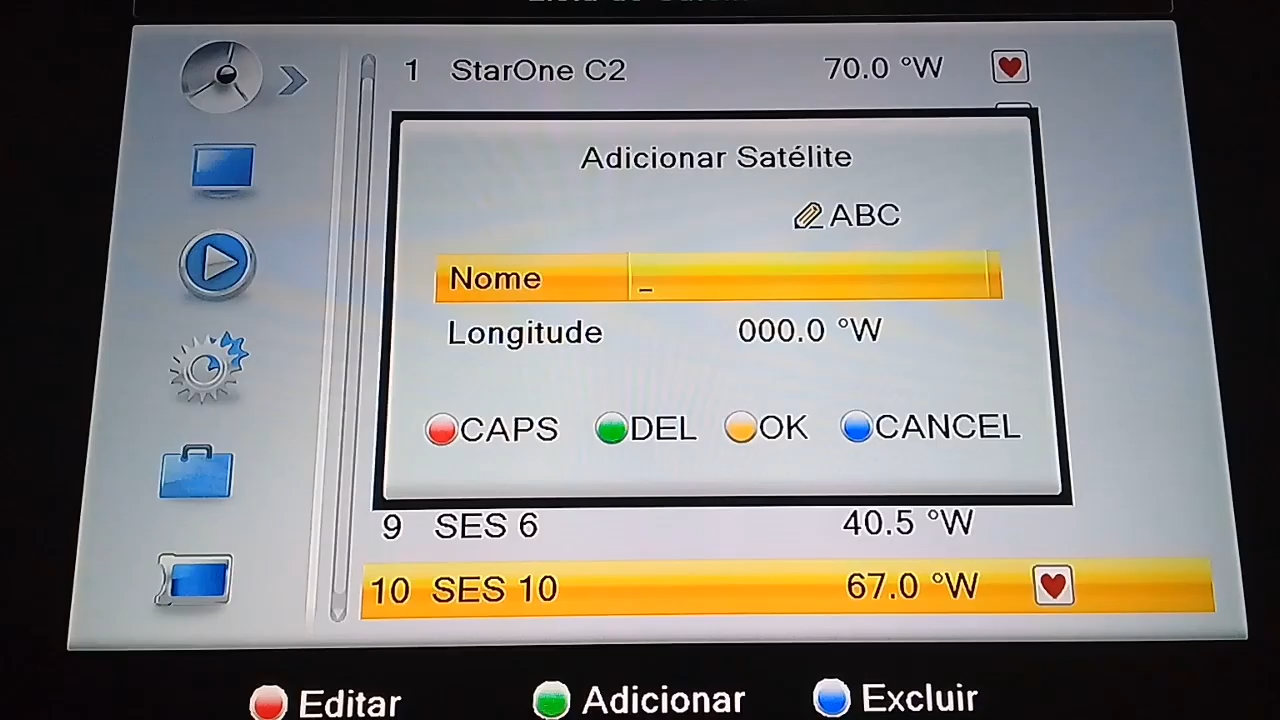 1 StarOne C2 70.0 °W
Adicionar Satélite
ABC
Nome _
Longitude 000.0 °W
CAPS DEL OK CANCEL
9 SES 6 40.5 °W
10 SES 10 67.0 °W
Editar Adicionar Excluir